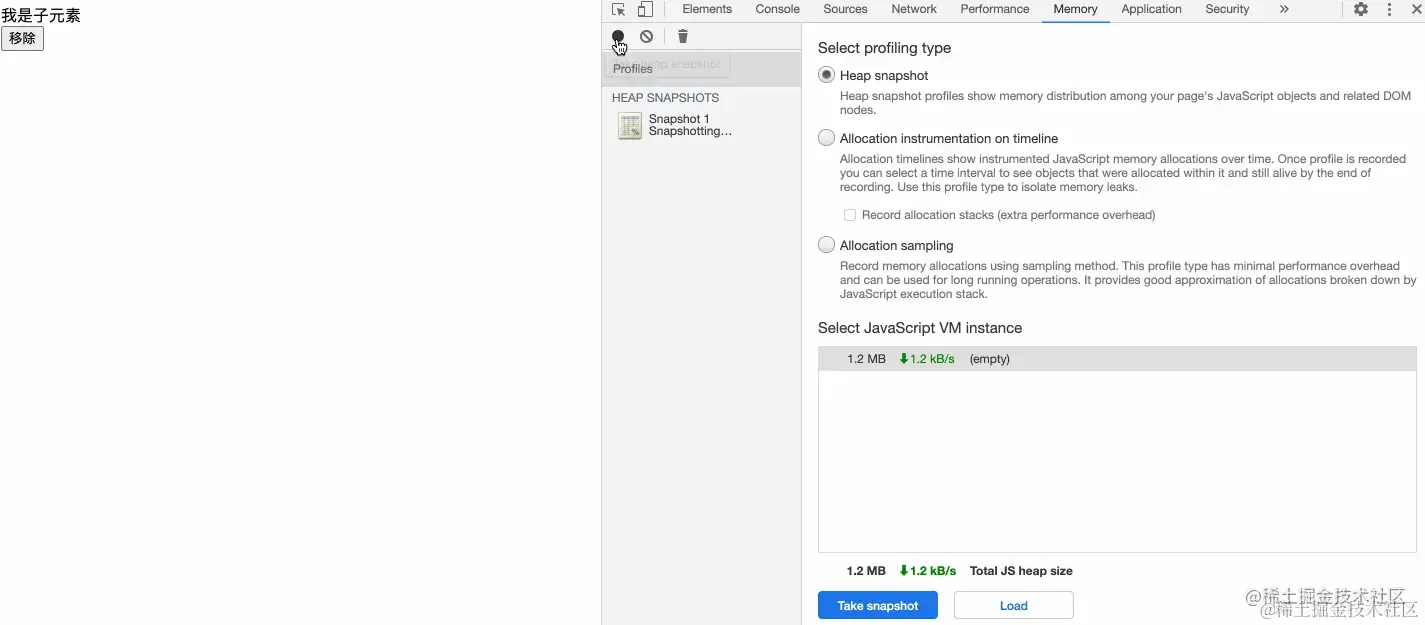 我是子元素
移除
Elements Console Sources Network Performance Memory Application Security »
Take heap snapshot
Profiles
HEAP SNAPSHOTS
Snapshot 1
Snapshotting…
Select profiling type
Heap snapshot
Heap snapshot profiles show memory distribution among your page's JavaScript objects and related DOM
nodes.
Allocation instrumentation on timeline
Allocation timelines show instrumented JavaScript memory allocations over time. Once profile is recorded
you can select a time interval to see objects that were allocated within it and still alive by the end of
recording. Use this profile type to isolate memory leaks.
Record allocation stacks (extra performance overhead)
Allocation sampling
Record memory allocations using sampling method. This profile type has minimal performance overhead
and can be used for long running operations. It provides good approximation of allocations broken down by
JavaScript execution stack.
Select JavaScript VM instance
1.2 MB 1.2 kB/s (empty)
1.2 MB 1.2 kB/s Total JS heap size
Take snapshot Load
@稀土掘金技术社区
@稀土掘金技术社区